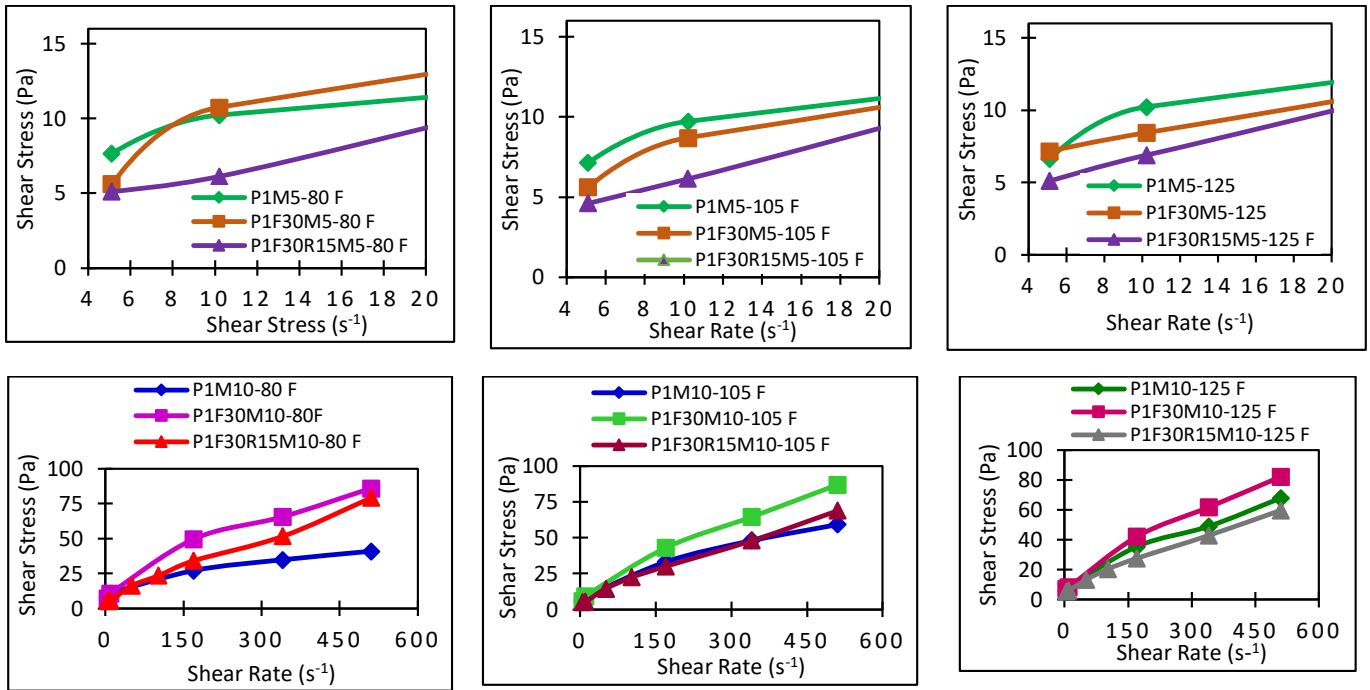 Shear Stress (Pa)
15
10
5
0
4 6 8 10 12 14 16 18 20
Shear Stress (s-1)
P1M5-80 F
P1F30M5-80 F
P1F30R15M5-80 F
Shear Stress (Pa)
15
10
5
0
4 6 8 10 12 14 16 18 20
Shear Rate (s-1)
P1M5-105 F
P1F30M5-105 F
P1F30R15M5-105 F
Shear Stress (Pa)
15
10
5
0
4 6 8 10 12 14 16 18 20
Shear Rate (s-1)
P1M5-125
P1F30M5-125
P1F30R15M5-125 F
P1M10-80 F
P1F30M10-80F
P1F30R15M10-80 F
Shear Stress (Pa)
100
75
50
25
0
0 150 300 450 600
Shear Rate (s-1)
P1M10-105 F
P1F30M10-105 F
P1F30R15M10-105 F
Sehar Stress (Pa)
100
75
50
25
0
0 150 300 450 600
Shear Rate (s-1)
P1M10-125 F
P1F30M10-125 F
P1F30R15M10-125 F
Shear Stress (Pa)
100
80
60
40
20
0
0 150 300 450 600
Shear Rate (s-1)